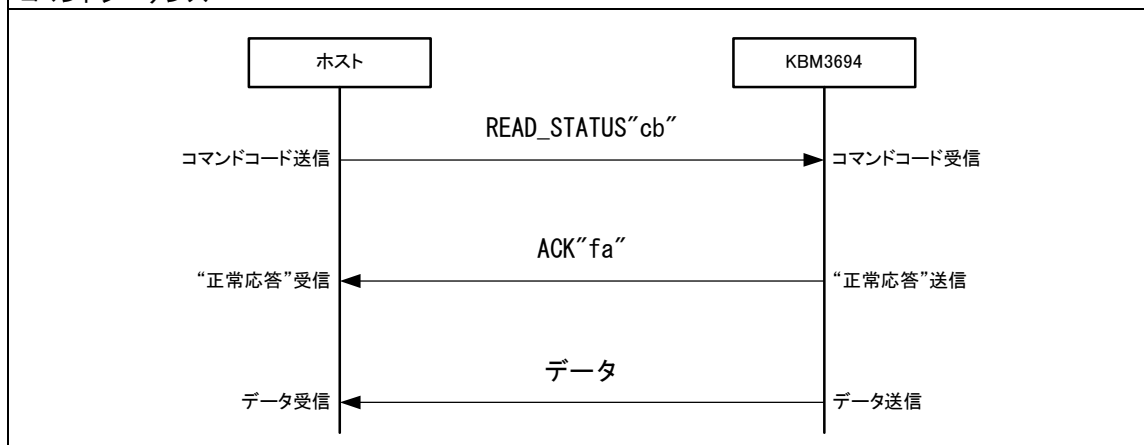 ホスト
KBM3694
READ_STATUS"cb"
コマンドコード送信
コマンドコード受信
ACK"fa"
“正常応答”受信
“正常応答”送信
データ
データ受信
データ送信